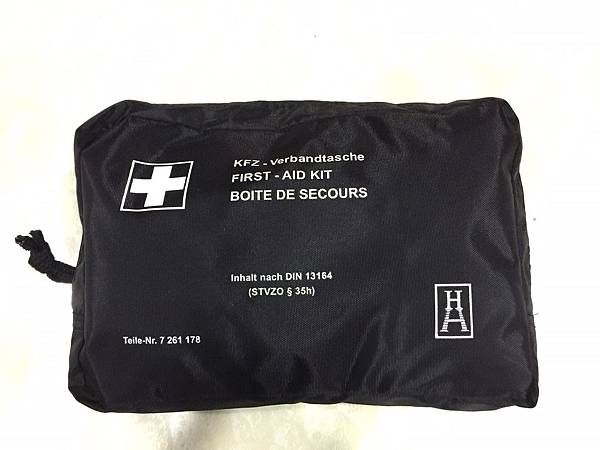 KFZ - Verbandtasche
FIRST - AID KIT
BOITE DE SECOURS
Inhalt nach DIN 13164
(STVZO § 35h)
Teile-Nr. 7 261 178
HA